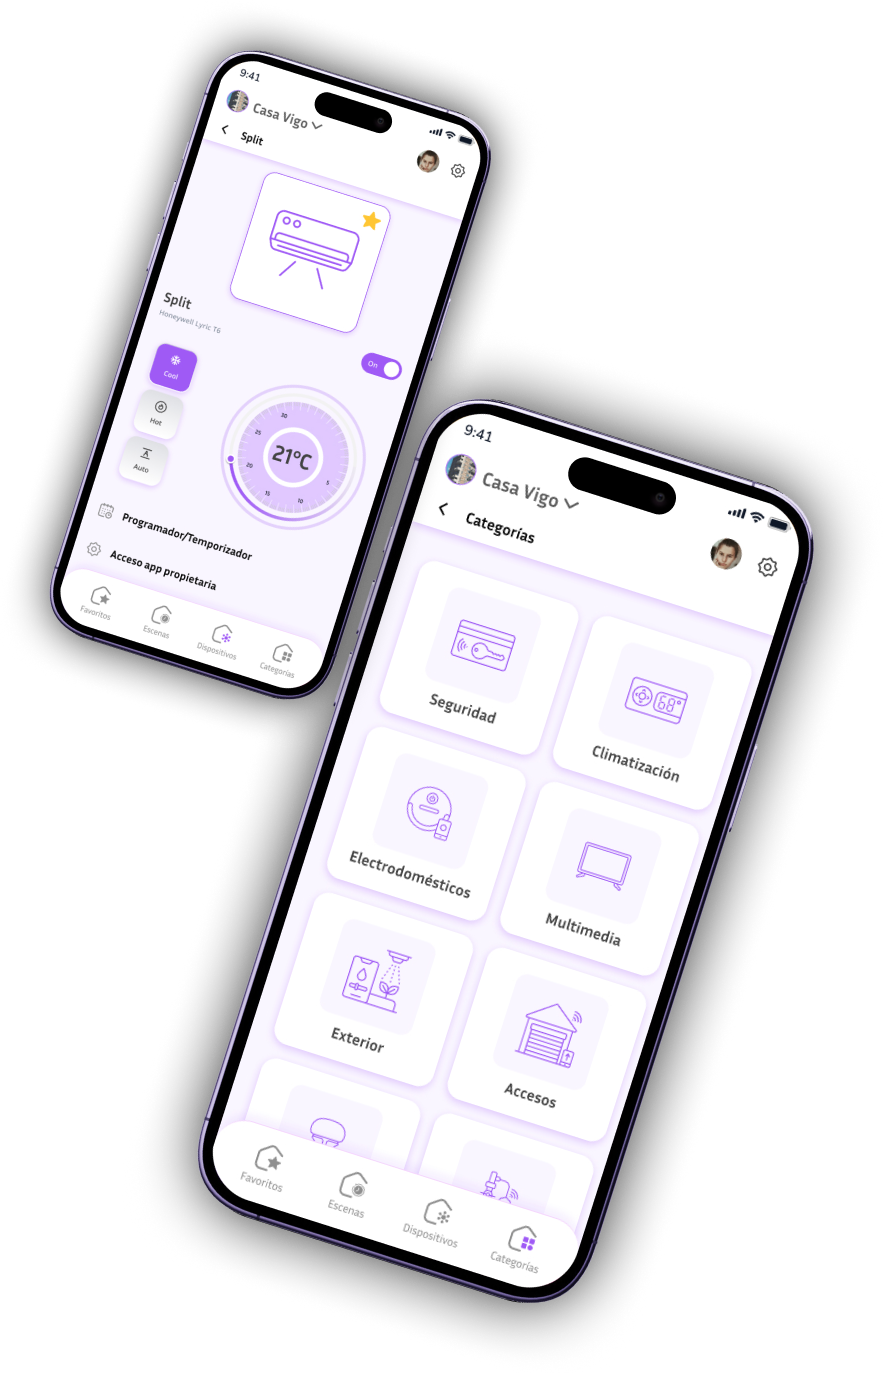 9:41
Casa Vigo
Split
Split
Honeywell Lyric T6
On
Cool
Hot
Auto
30
25
20
15
10
5
21°C
Programador/Temporizador
Acceso app propietaria
Favoritos
Escenas
Dispositivos
Categorías
9:41
Casa Vigo
Categorías
Seguridad
68°
Climatización
Electrodomésticos
Multimedia
Exterior
Accesos
Favoritos
Escenas
Dispositivos
Categorías